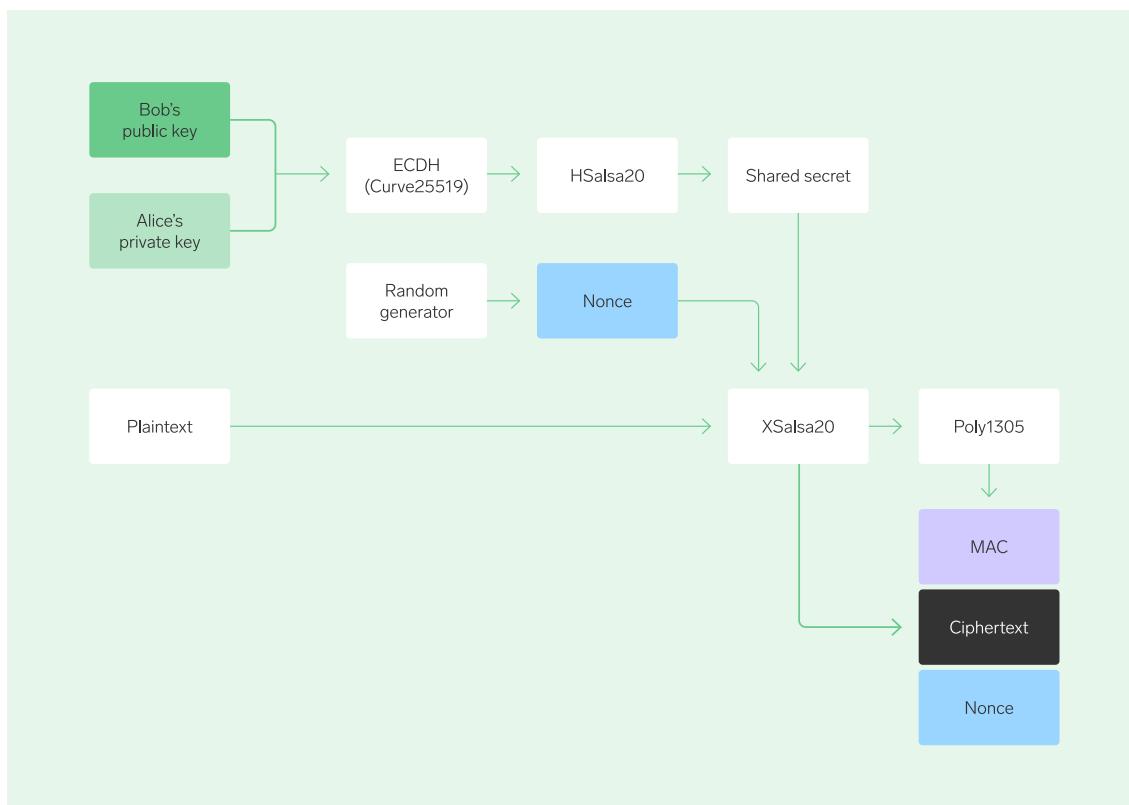 Bob’s
public key
Alice’s
private key
ECDH
(Curve25519)
HSalsa20
Shared secret
Random
generator
Nonce
Plaintext
XSalsa20
Poly1305
MAC
Ciphertext
Nonce